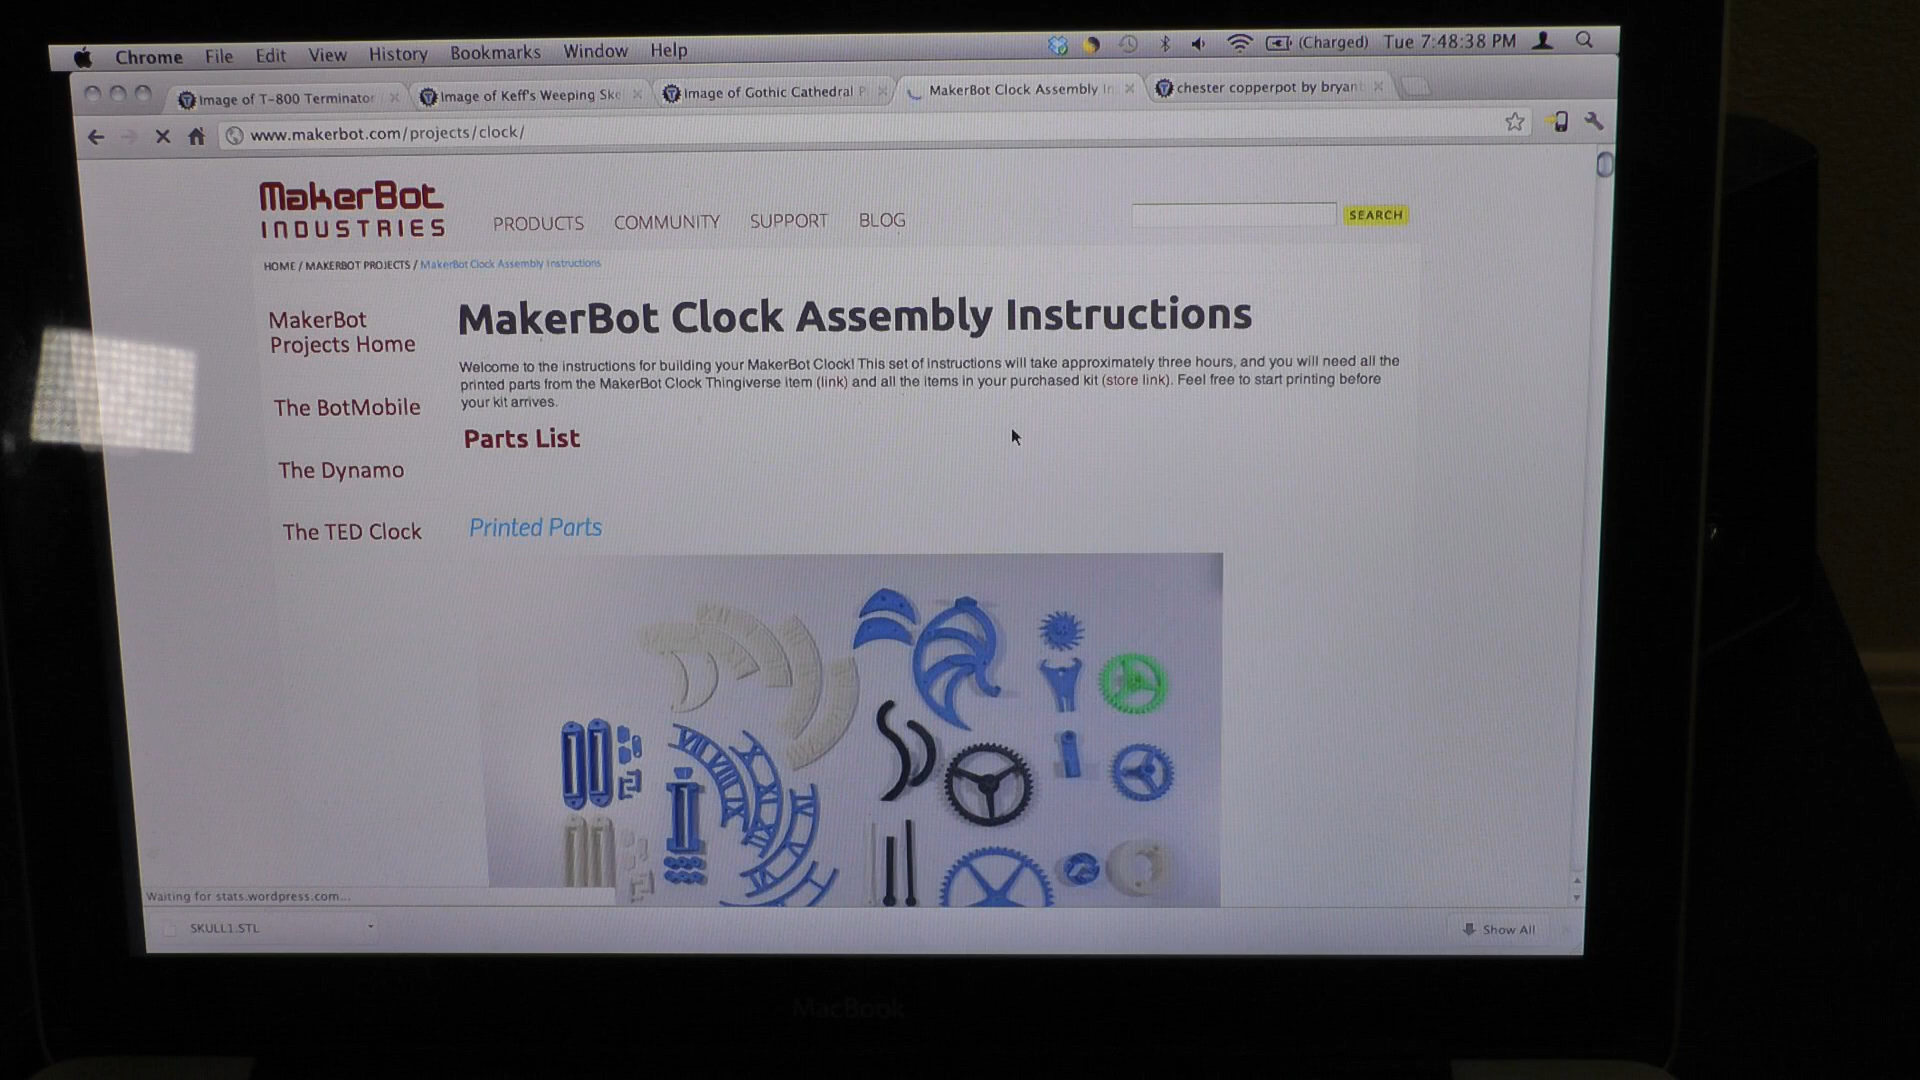 Chrome File Edit View History Bookmarks Window Help (Charged) Tue 7:48:38 PM
Image of T-800 Terminator Image of Keff's Weeping Ske Image of Gothic Cathedral P MakerBot Clock Assembly In chester copperpot by bryant
www.makerbot.com/projects/clock/
MakerBot
INDUSTRIES
PRODUCTS COMMUNITY SUPPORT BLOG SEARCH
HOME / MAKERBOT PROJECTS / MakerBot Clock Assembly Instructions
MakerBot
Projects Home
The BotMobile
The Dynamo
The TED Clock
MakerBot Clock Assembly Instructions
Welcome to the instructions for building your MakerBot Clock! This set of instructions will take approximately three hours, and you will need all the
printed parts from the MakerBot Clock Thingiverse item (link) and all the items in your purchased kit (store link). Feel free to start printing before
your kit arrives.
Parts List
Printed Parts
Waiting for stats.wordpress.com...
SKULL1.STL Show All
MacBook